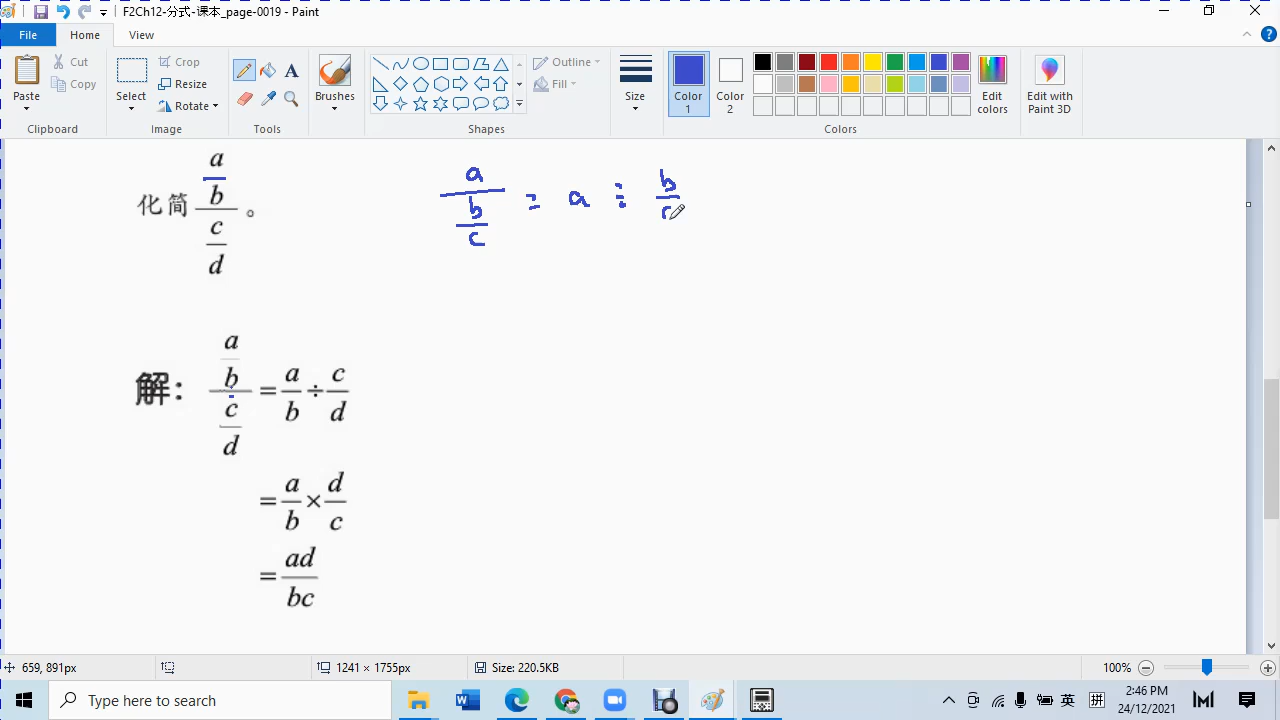 F2Ch12-分式-课本_page-0019 - Paint
File Home View
Paste Cut Copy Select Crop Resize Rotate Brushes Outline Fill Size Color 1 Color 2 Edit colors Edit with Paint 3D
Clipboard Image Tools Shapes Colors
化简 a/b / c/d 。
a / b/c = a ÷ b/c
解: a/b / c/d = a/b ÷ c/d
= a/b × d/c
= ad/bc
659, 891px 1241 × 1755px Size: 220.5KB 100%
Type here to search 英 拼 2:46 PM
24/12/2021